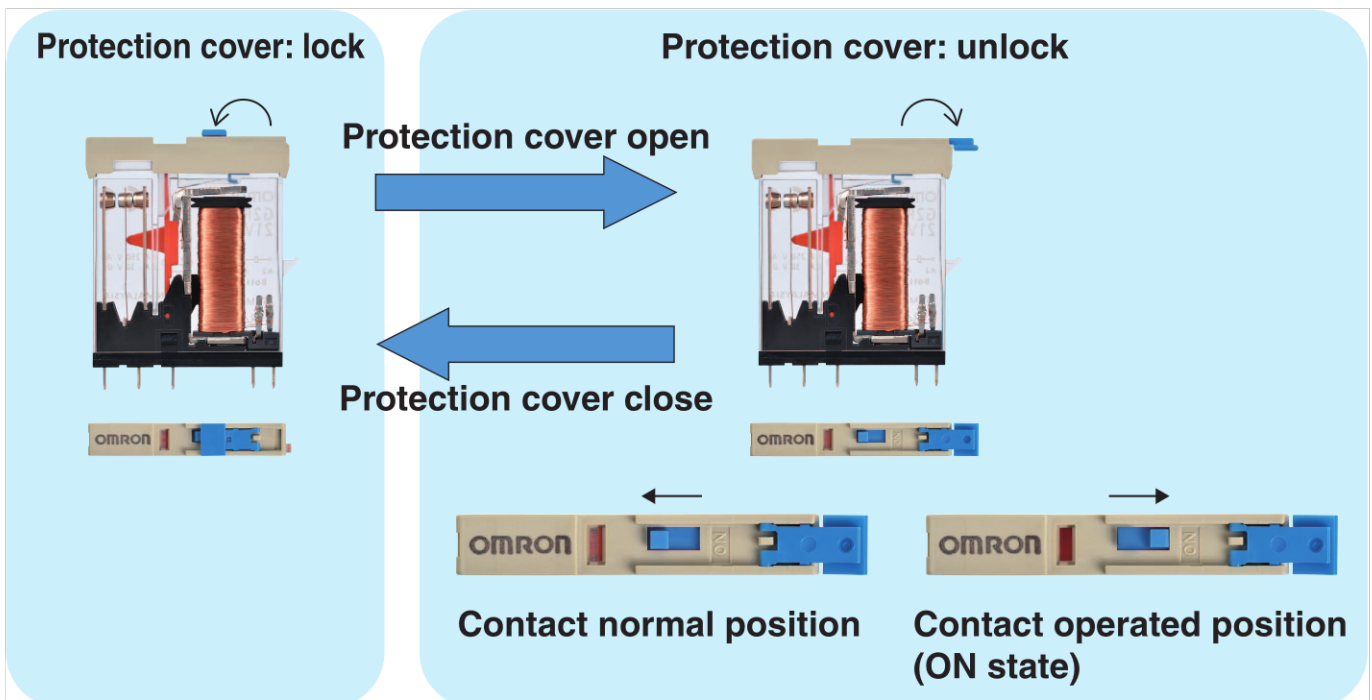 Protection cover: lock
Protection cover: unlock
Protection cover open
Protection cover close
OMRON
OMRON
OMRON
ON
OMRON
ON
Contact normal position
Contact operated position
(ON state)